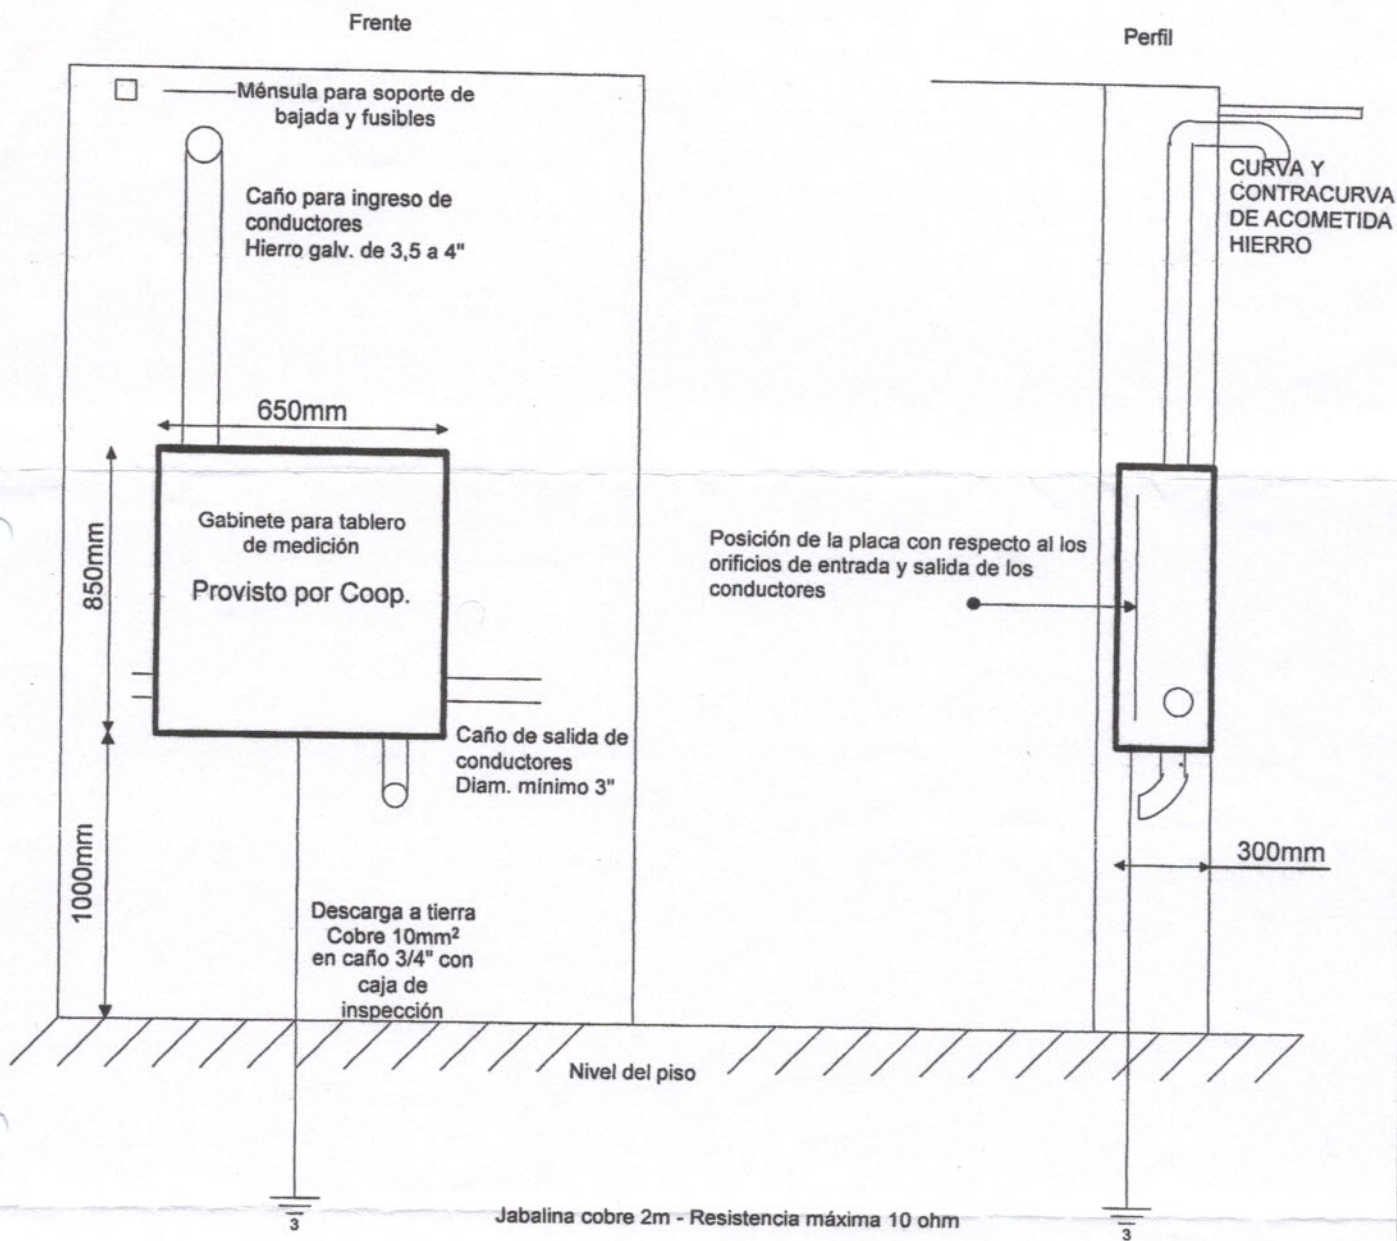 Frente
Perfil
Ménsula para soporte de
bajada y fusibles
Caño para ingreso de
conductores
Hierro galv. de 3,5 a 4"
CURVA Y
CONTRACURVA
DE ACOMETIDA
HIERRO
650mm
850mm
Gabinete para tablero
de medición
Provisto por Coop.
Posición de la placa con respecto al los
orificios de entrada y salida de los
conductores
Caño de salida de
conductores
Diam. mínimo 3"
1000mm
300mm
Descarga a tierra
Cobre 10mm²
en caño 3/4" con
caja de
inspección
Nivel del piso
3
Jabalina cobre 2m - Resistencia máxima 10 ohm
3